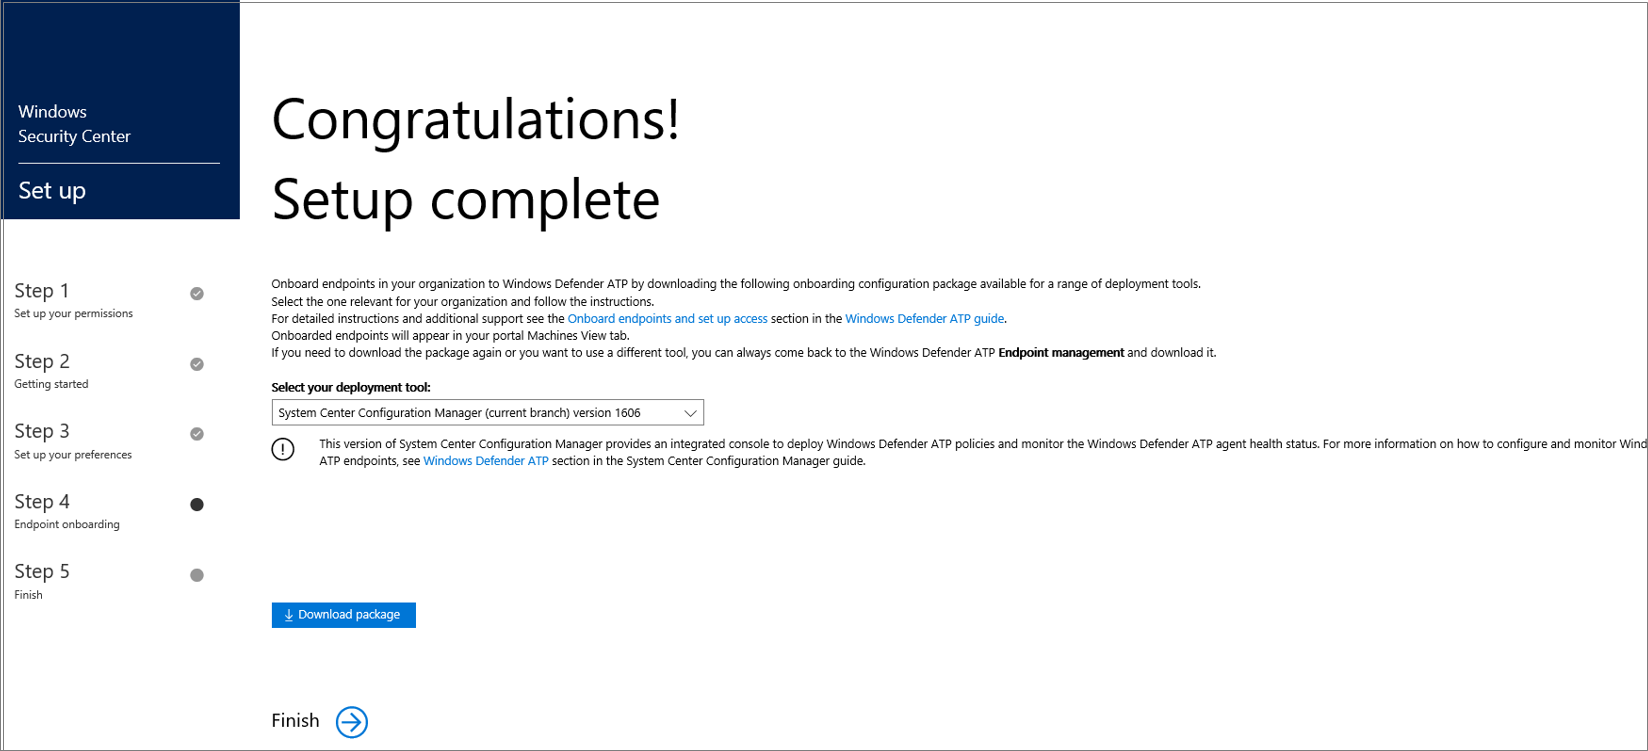 Windows
Security Center
Set up
Step 1
Set up your permissions
Step 2
Getting started
Step 3
Set up your preferences
Step 4
Endpoint onboarding
Step 5
Finish
Congratulations!
Setup complete
Onboard endpoints in your organization to Windows Defender ATP by downloading the following onboarding configuration package available for a range of deployment tools.
Select the one relevant for your organization and follow the instructions.
For detailed instructions and additional support see the Onboard endpoints and set up access section in the Windows Defender ATP guide.
Onboarded endpoints will appear in your portal Machines View tab.
If you need to download the package again or you want to use a different tool, you can always come back to the Windows Defender ATP Endpoint management and download it.
Select your deployment tool:
System Center Configuration Manager (current branch) version 1606
This version of System Center Configuration Manager provides an integrated console to deploy Windows Defender ATP policies and monitor the Windows Defender ATP agent health status. For more information on how to configure and monitor Wind
ATP endpoints, see Windows Defender ATP section in the System Center Configuration Manager guide.
Download package
Finish